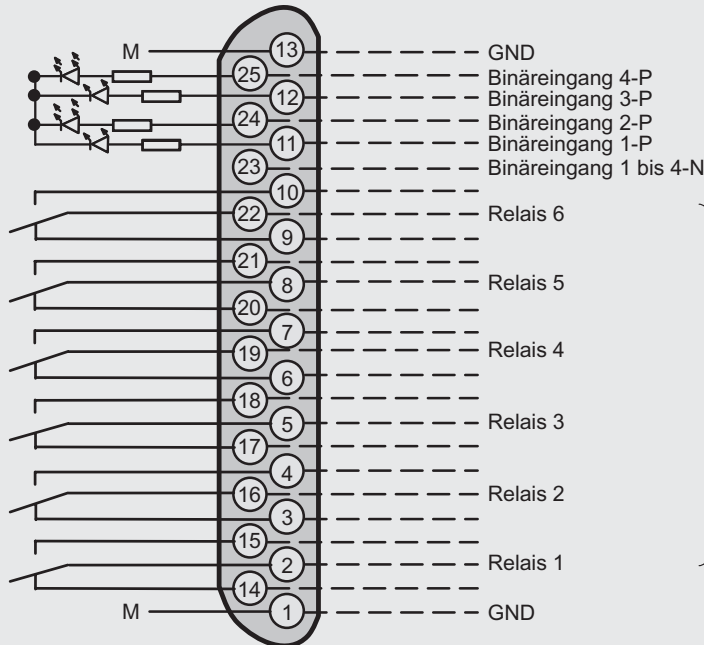 M 13 GND
25 Binäreingang 4-P
12 Binäreingang 3-P
24 Binäreingang 2-P
11 Binäreingang 1-P
23 Binäreingang 1 bis 4-N
10
22 Relais 6
9
21
8 Relais 5
20
7
19 Relais 4
6
18
5 Relais 3
17
4
16 Relais 2
3
15
2 Relais 1
14
M 1 GND